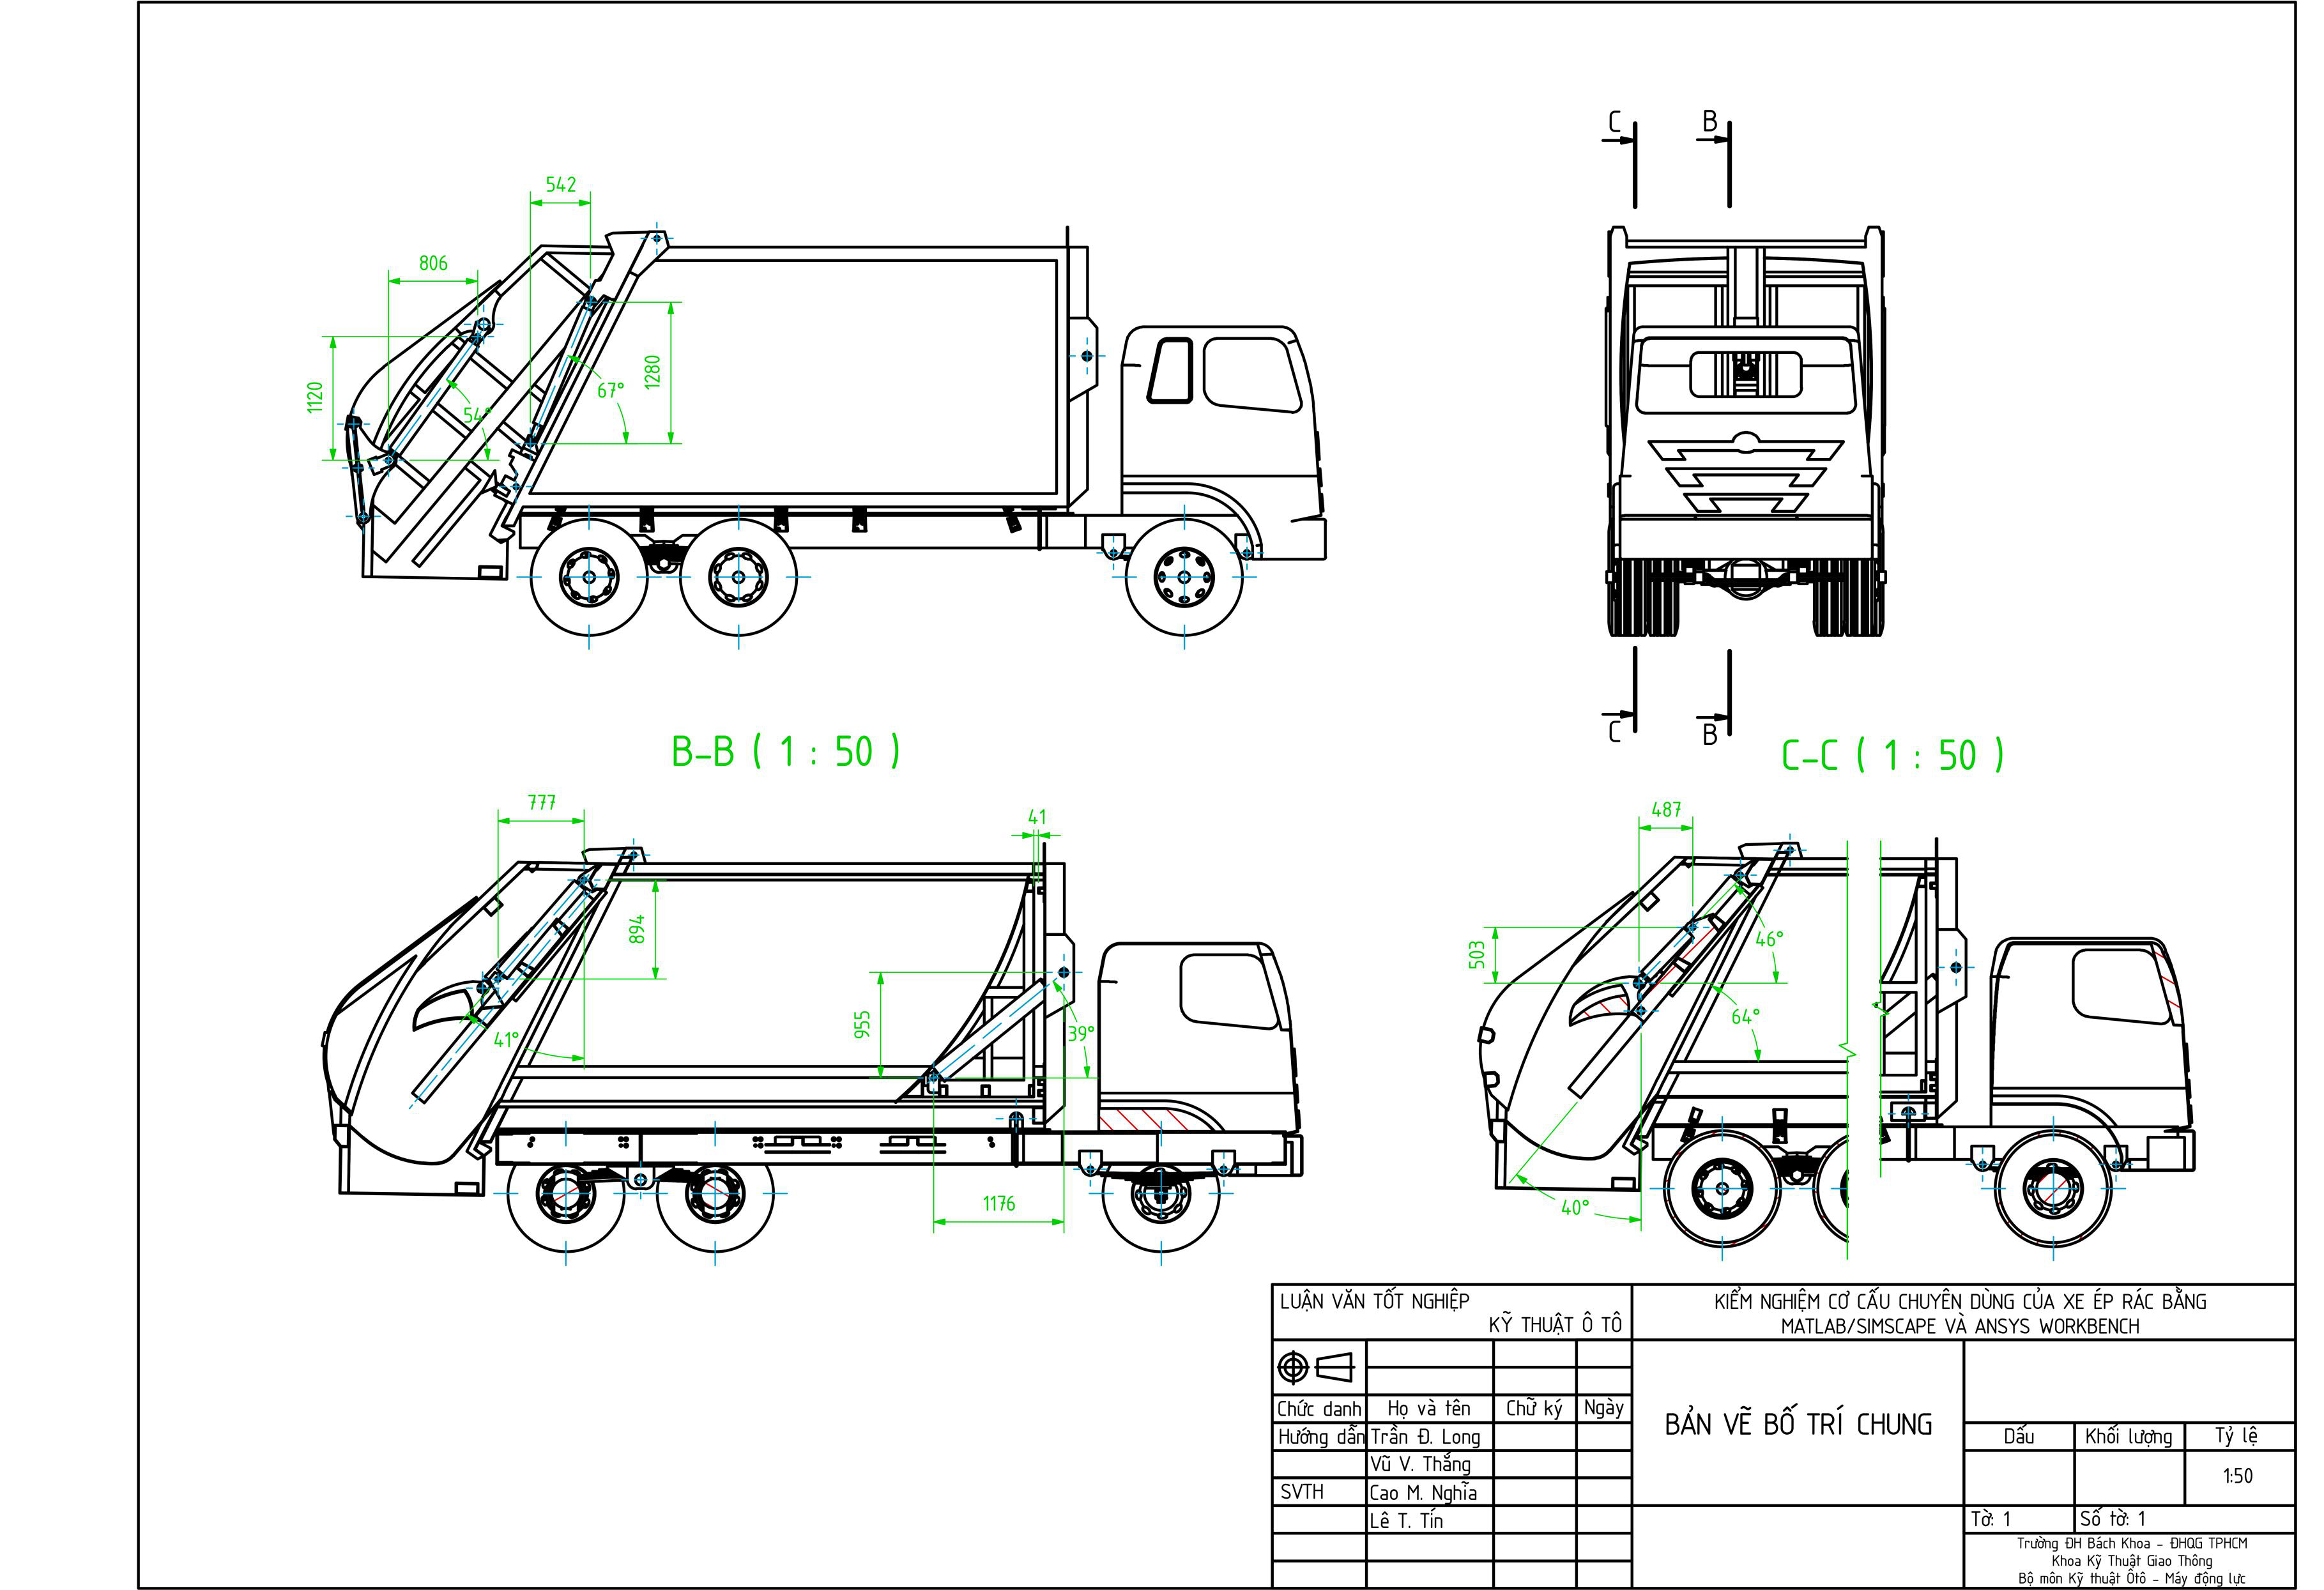 C
B
542
806
1120
54°
67°
1280
C
B
B-B ( 1 : 50 )
C-C ( 1 : 50 )
777
41
894
955
41°
39°
1176
487
503
46°
64°
40°
LUẬN VĂN TỐT NGHIỆP
KỸ THUẬT Ô TÔ
KIỂM NGHIỆM CƠ CẤU CHUYÊN DÙNG CỦA XE ÉP RÁC BẰNG
MATLAB/SIMSCAPE VÀ ANSYS WORKBENCH
Chức danh Họ và tên Chữ ký Ngày
Hướng dẫn Trần Đ. Long
Vũ V. Thắng
SVTH Cao M. Nghĩa
Lê T. Tín
BẢN VẼ BỐ TRÍ CHUNG
Dấu Khối lượng Tỷ lệ
1:50
Tờ: 1 Số tờ: 1
Trường ĐH Bách Khoa - ĐHQG TPHCM
Khoa Kỹ Thuật Giao Thông
Bộ môn Kỹ thuật Ôtô - Máy động lực